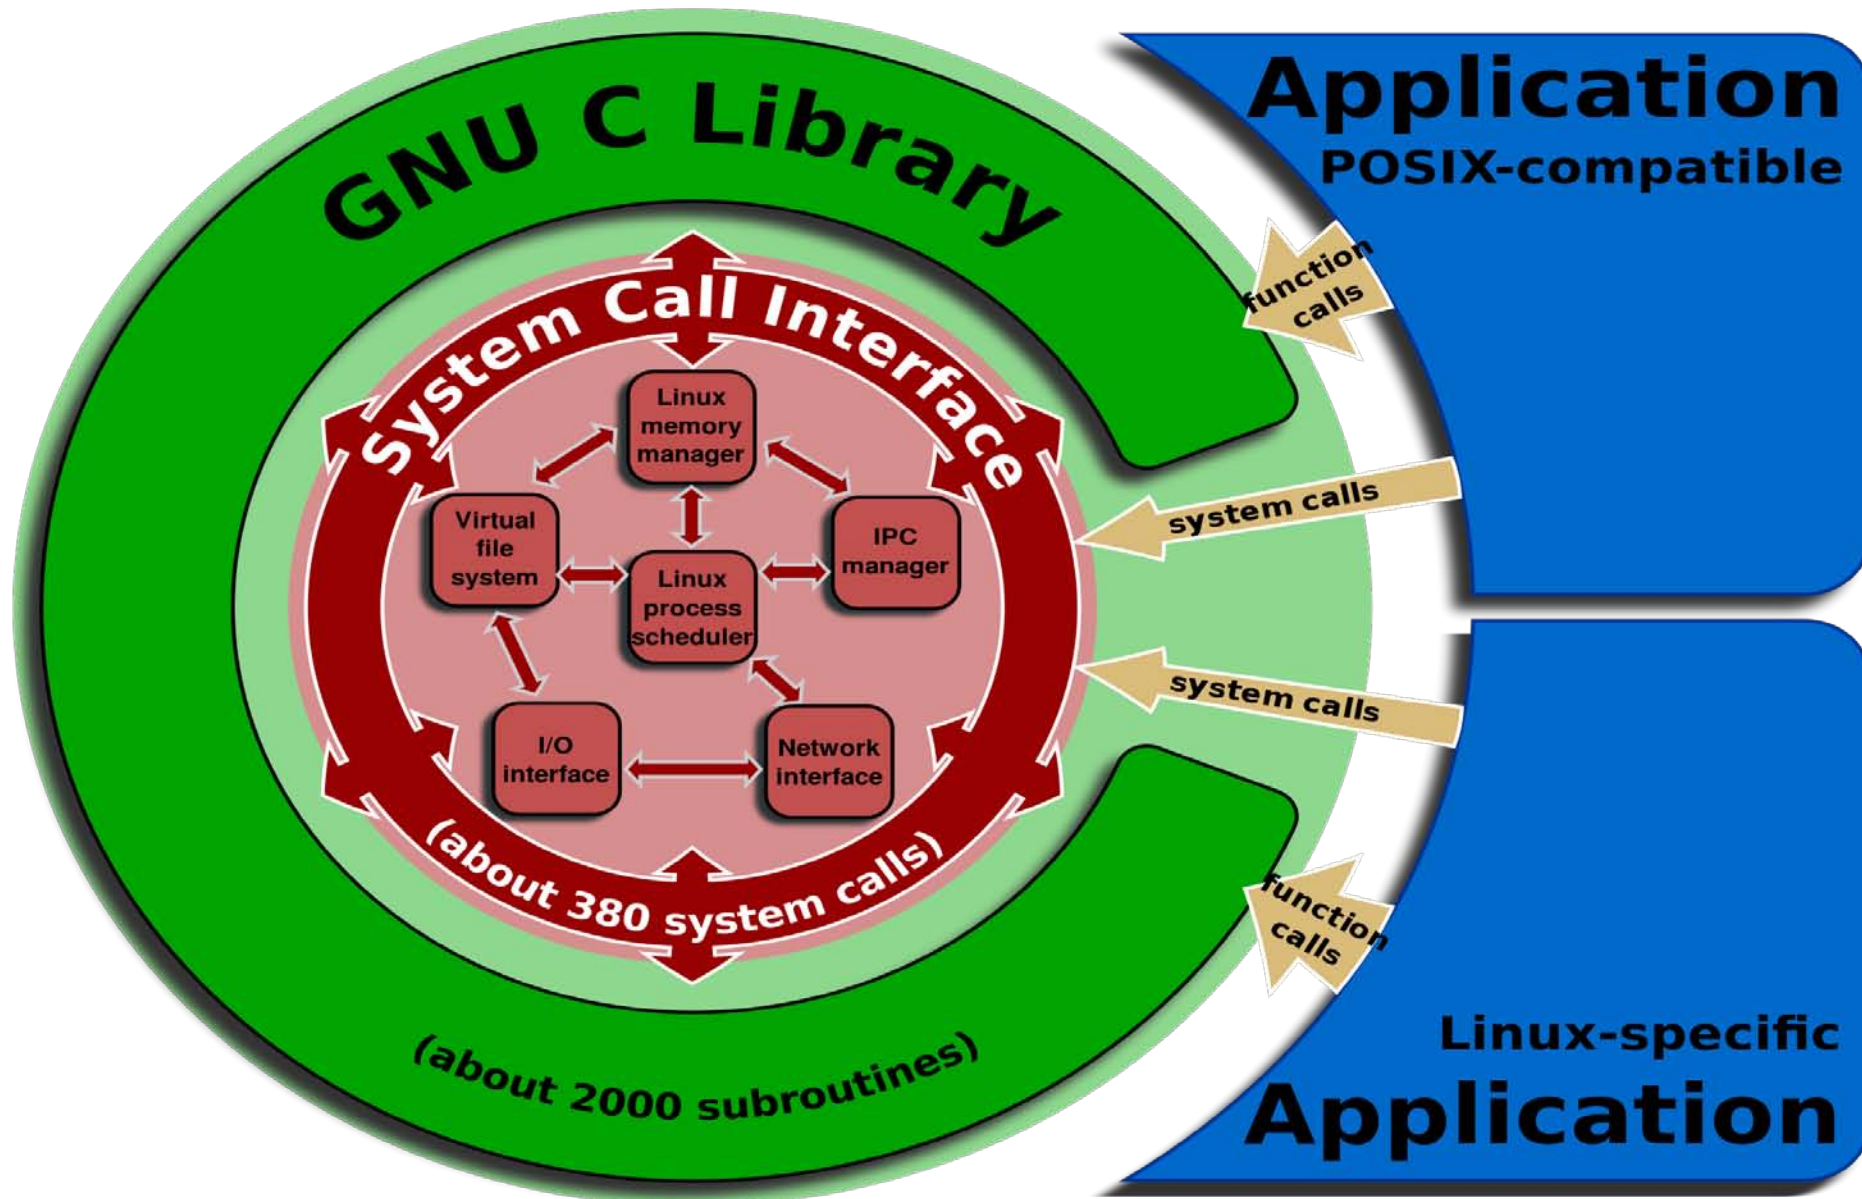 GNU C Library
System Call Interface
Linux
memory
manager
Virtual
file
system
IPC
manager
Linux
process
scheduler
I/O
interface
Network
interface
(about 380 system calls)
(about 2000 subroutines)
Application
POSIX-compatible
function
calls
system calls
system calls
function
calls
Linux-specific
Application